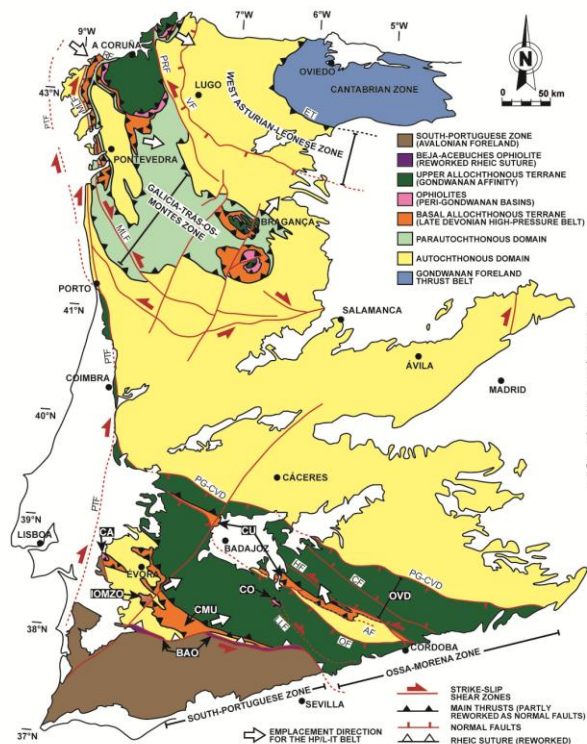 9°W
7°W
6°W
5°W
A CORUÑA
OVIEDO
CANTABRIAN ZONE
N
0 50 km
43°N
PRF
LUGO
VF
WEST ASTURIAN-LEONESE ZONE
ET
PTF
PONTEVEDRA
GALICIA-TRÁS-OS-
MONTES ZONE
BRAGANÇA
MLF
SOUTH-PORTUGUESE ZONE
(AVALONIAN FORELAND)
BEJA-ACEBUCHES OPHIOLITE
(REWORKED RHEIC SUTURE)
UPPER ALLOCHTHONOUS TERRANE
(GONDWANAN AFFINITY)
OPHIOLITES
(PERI-GONDWANAN BASINS)
BASAL ALLOCHTHONOUS TERRANE
(LATE DEVONIAN HIGH-PRESSURE BELT)
PARAUTOCHTHONOUS DOMAIN
AUTOCHTHONOUS DOMAIN
GONDWANAN FORELAND
THRUST BELT
PORTO
41°N
SALAMANCA
PTF
ÁVILA
MADRID
COIMBRA
40°N
PTF
CÁCERES
PG-CVD
39°N
LISBOA
CA
CU
BADAJOZ
ÉVORA
HF
CF
PG-CVD
IOMZO
CO
OVD
CMU
LLF
OF
AF
38°N
BAO
CÓRDOBA
37°N
SOUTH-PORTUGUESE ZONE
OSSA-MORENA ZONE
SEVILLA
STRIKE-SLIP
SHEAR ZONES
MAIN THRUSTS (PARTLY
REWORKED AS NORMAL FAULTS)
NORMAL FAULTS
RHEIC SUTURE (REWORKED)
EMPLACEMENT DIRECTION
FOR THE HP/L-IT BELT